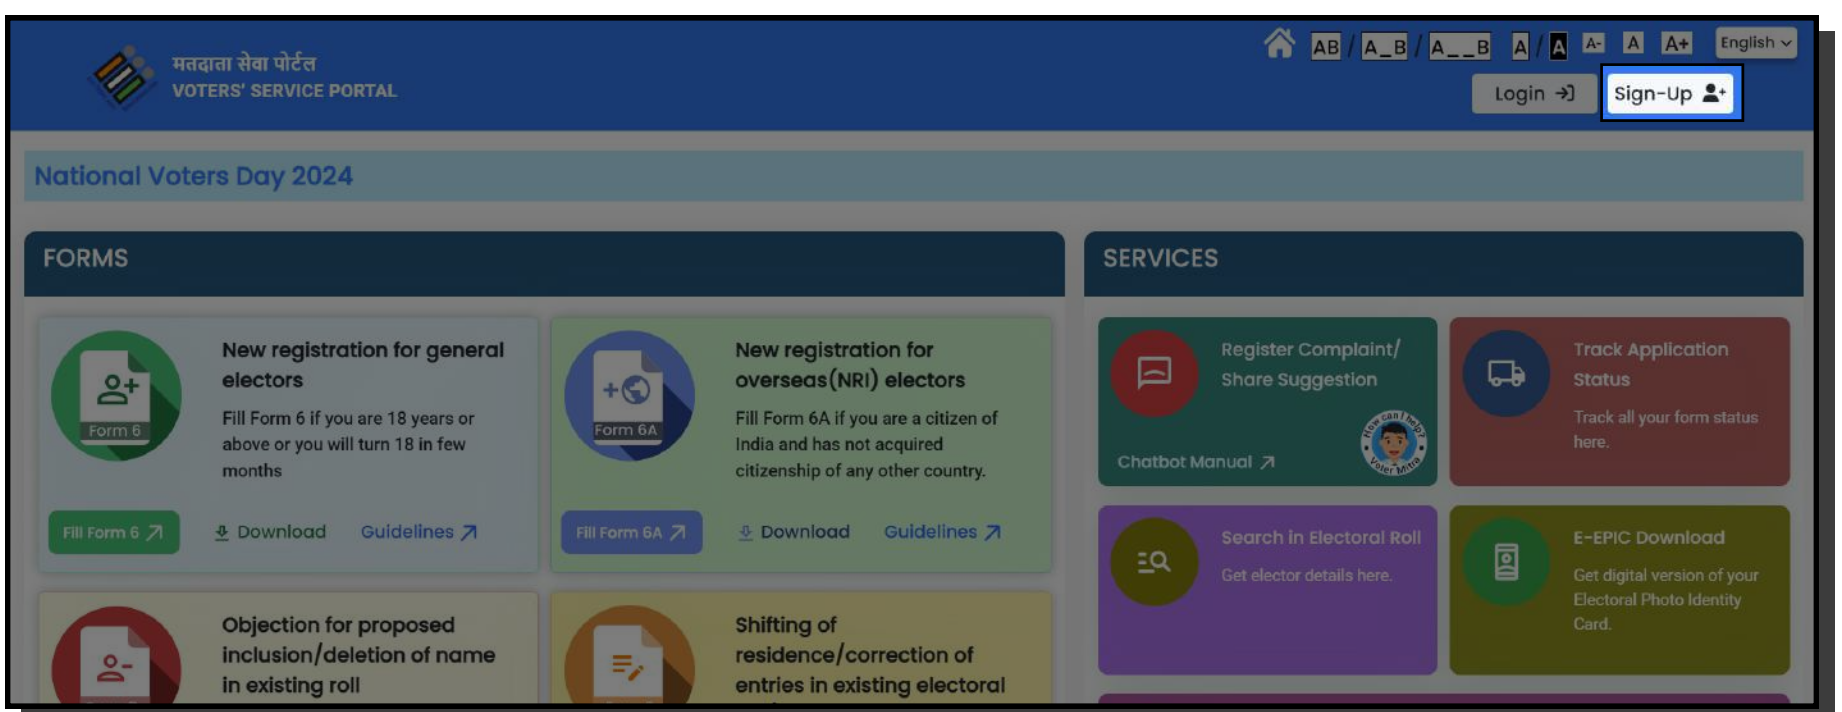 मतदाता सेवा पोर्टल
VOTERS' SERVICE PORTAL
AB / A_B / A__B A / A A- A A+ English
Login Sign-Up
National Voters Day 2024
FORMS
New registration for general
electors
Fill Form 6 if you are 18 years or
above or you will turn 18 in few
months
Form 6
Fill Form 6 Download Guidelines
New registration for
overseas(NRI) electors
Fill Form 6A if you are a citizen of
India and has not acquired
citizenship of any other country.
Form 6A
Fill Form 6A Download Guidelines
Objection for proposed
inclusion/deletion of name
in existing roll
Shifting of
residence/correction of
entries in existing electoral
SERVICES
Register Complaint/
Share Suggestion
How can I help?
Voter Mitra
Chatbot Manual
Track Application
Status
Track all your form status
here.
Search in Electoral Roll
Get elector details here.
E-EPIC Download
Get digital version of your
Electoral Photo Identity
Card.